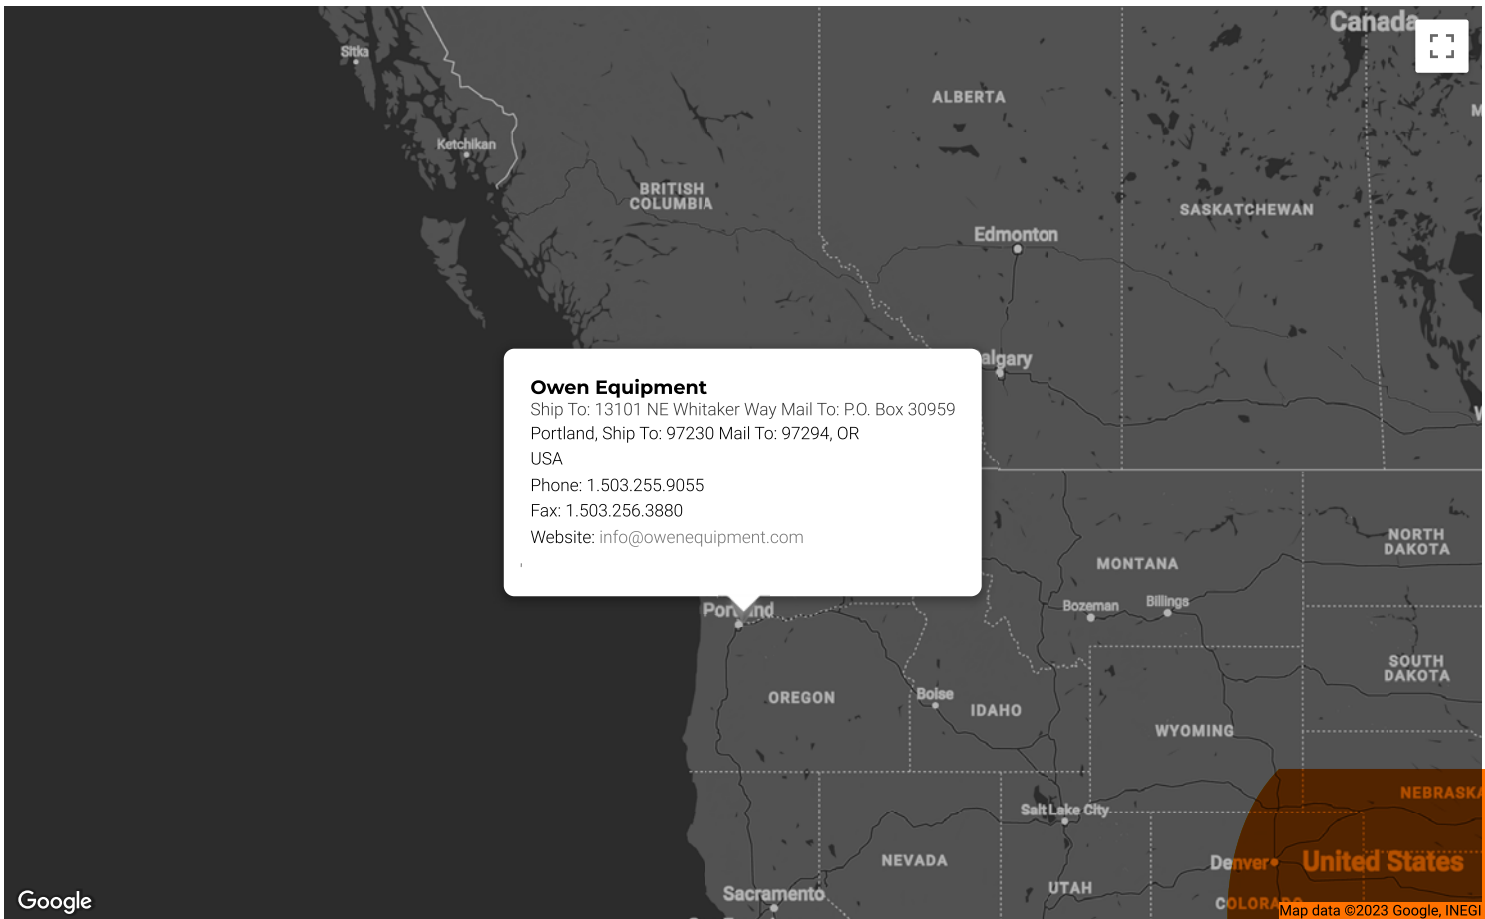 Canada
Sitka
ALBERTA
Ketchikan
BRITISH
COLUMBIA
SASKATCHEWAN
Edmonton
algary
Owen Equipment
Ship To: 13101 NE Whitaker Way Mail To: P.O. Box 30959
Portland, Ship To: 97230 Mail To: 97294, OR
USA
Phone: 1.503.255.9055
Fax: 1.503.256.3880
Website: info@owenequipment.com
NORTH
DAKOTA
MONTANA
Bozeman
Billings
Portland
SOUTH
DAKOTA
OREGON
Boise
IDAHO
WYOMING
NEBRASKA
Salt Lake City
NEVADA
Denver
United States
UTAH
COLORADO
Sacramento
Google
Map data ©2023 Google, INEGI